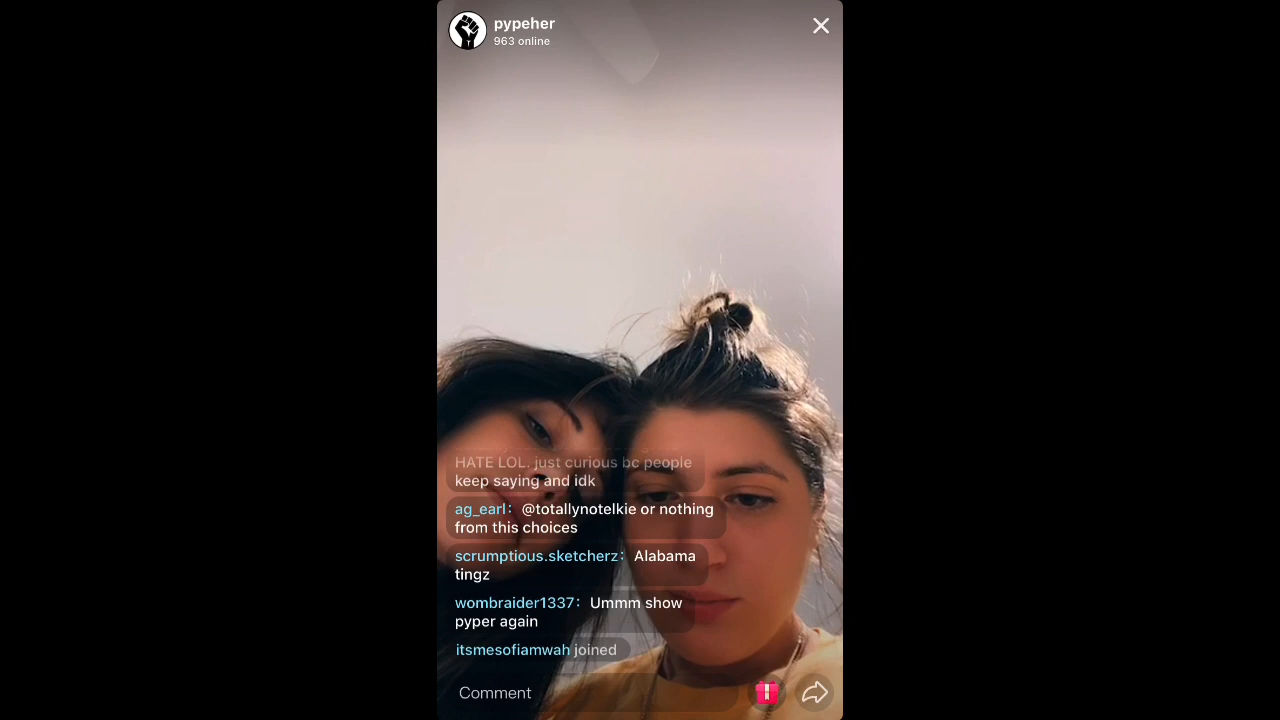 pypeher
963 online
HATE LOL. just curious bc people
keep saying and idk
ag_earl: @totallynotelkie or nothing
from this choices
scrumptious.sketcherz: Alabama
tingz
wombraider1337: Ummm show
pyper again
itsmesofiamwah joined
Comment